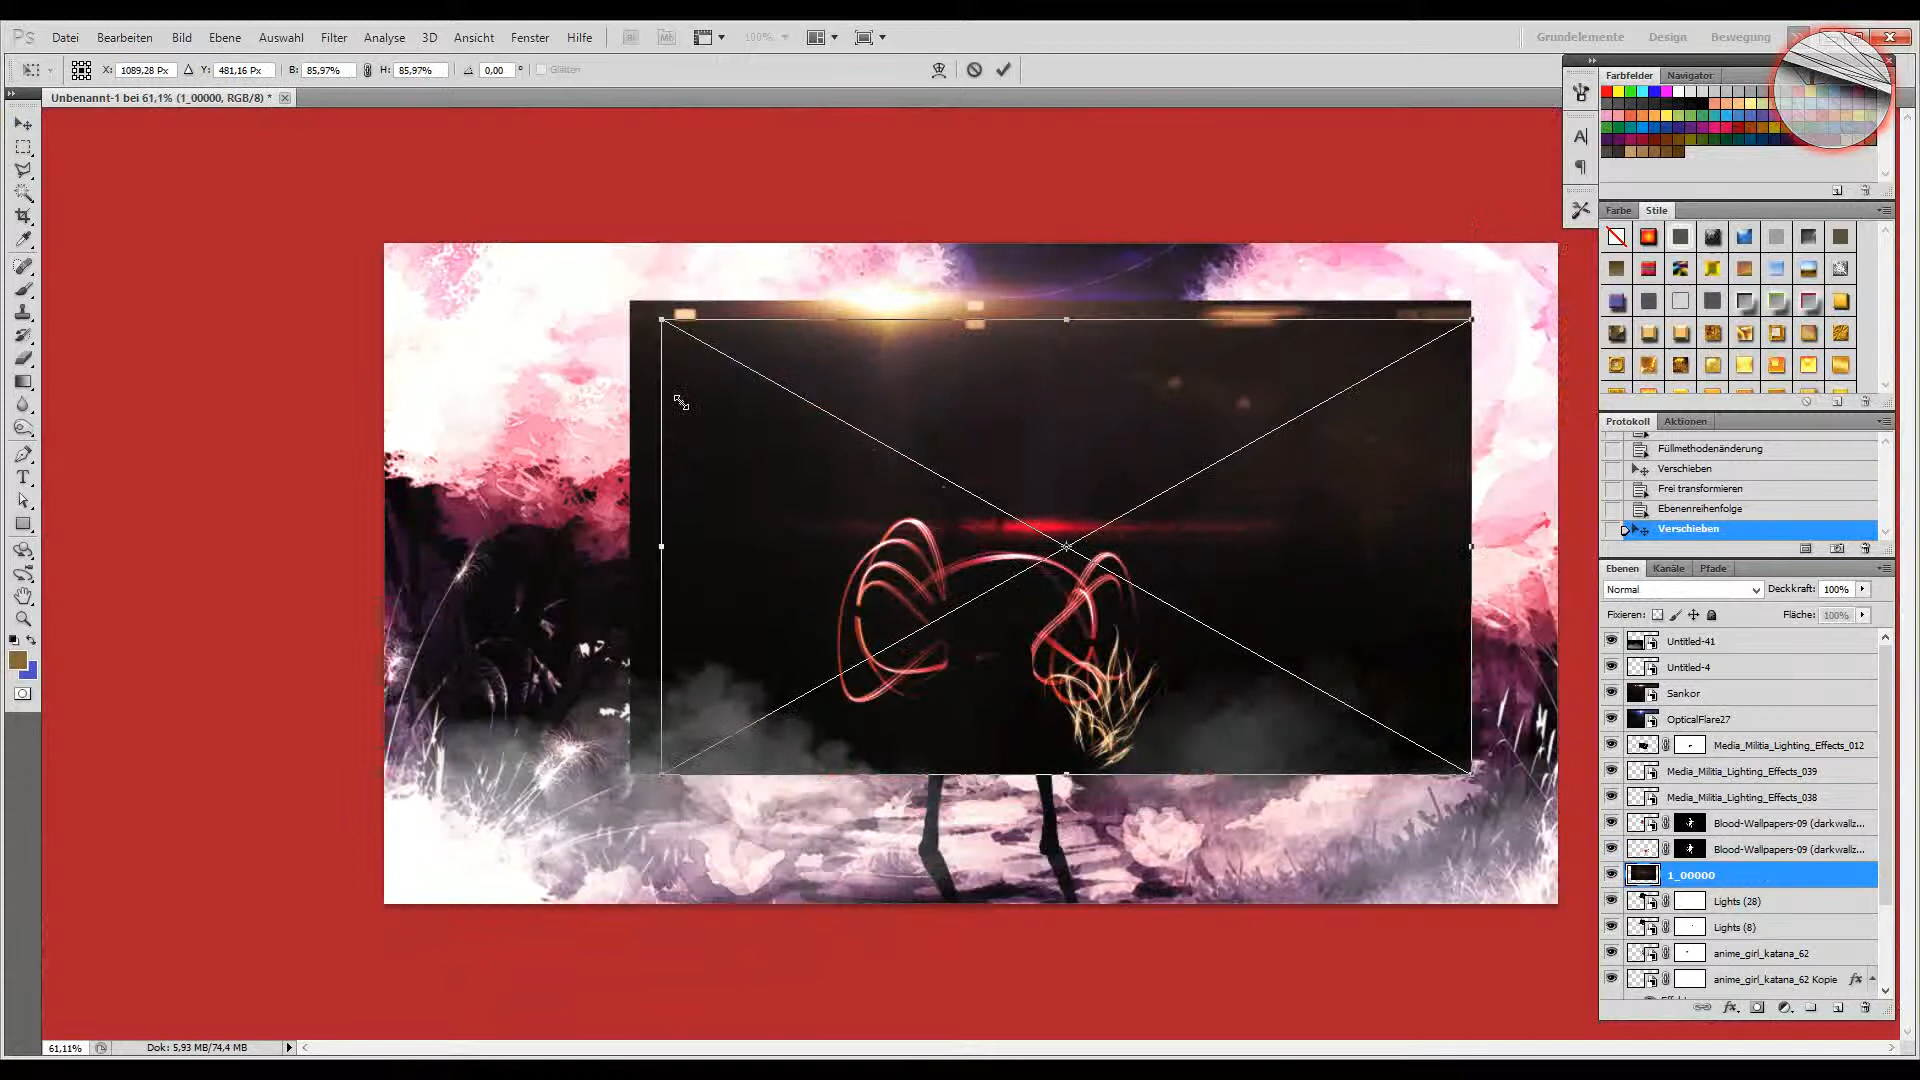 Ps Datei Bearbeiten Bild Ebene Auswahl Filter Analyse 3D Ansicht Fenster Hilfe Br Mb 100% Grundelemente Design Bewegung
X: 1089,28 Px Y: 481,16 Px B: 85,97% H: 85,97% 0,00 ° Glätten
Unbenannt-1 bei 61,1% (1_00000, RGB/8) *
Farbfelder Navigator
Farbe Stile
Protokoll Aktionen
Füllmethodenänderung
Verschieben
Frei transformieren
Ebenenreihenfolge
Verschieben
Ebenen Kanäle Pfade
Normal Deckkraft: 100%
Fixieren: Fläche: 100%
Untitled-41
Untitled-4
Sankor
OpticalFlare27
Media_Militia_Lighting_Effects_012
Media_Militia_Lighting_Effects_039
Media_Militia_Lighting_Effects_038
Blood-Wallpapers-09 (darkwallz...
Blood-Wallpapers-09 (darkwallz...
1_00000
Lights (28)
Lights (8)
anime_girl_katana_62
anime_girl_katana_62 Kopie fx
61,11% Dok: 5,93 MB/74,4 MB